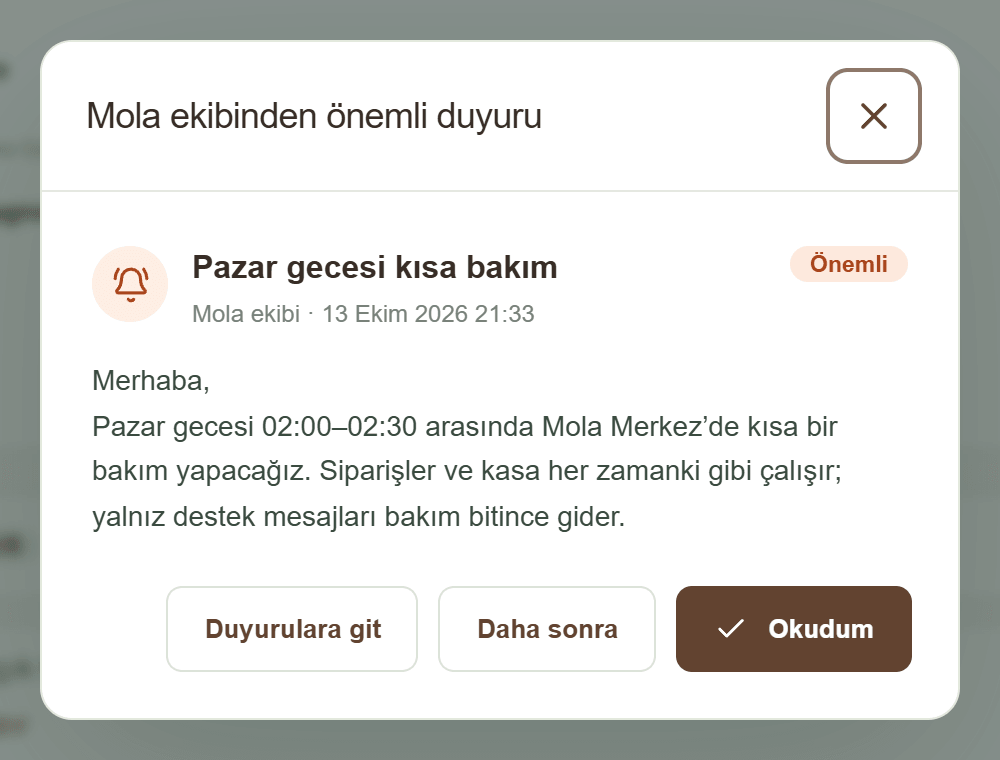 Mola ekibinden önemli duyuru
Pazar gecesi kısa bakım
Önemli
Mola ekibi · 13 Ekim 2026 21:33
Merhaba,
Pazar gecesi 02:00–02:30 arasında Mola Merkez’de kısa bir
bakım yapacağız. Siparişler ve kasa her zamanki gibi çalışır;
yalnız destek mesajları bakım bitince gider.
Duyurulara git
Daha sonra
Okudum